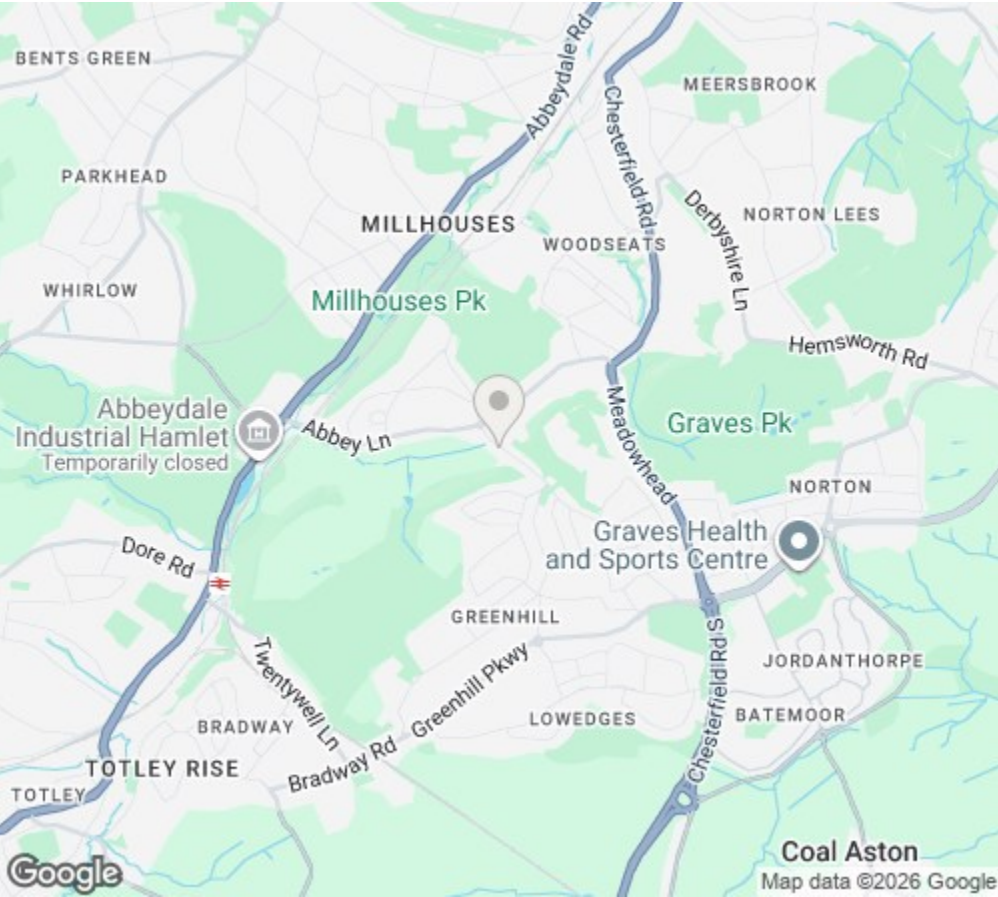 BENTS GREEN
Abbeydale Rd
MEERSBROOK
Chesterfield Rd
PARKHEAD
MILLHOUSES
Derbyshire Ln
NORTON LEES
WOODSEATS
WHIRLOW
Millhouses Pk
Hemsworth Rd
Abbeydale
Industrial Hamlet
Temporarily closed
Abbey Ln
Meadowhead
Graves Pk
NORTON
Dore Rd
Graves Health
and Sports Centre
GREENHILL
Twentywell Ln
Greenhill Pkwy
Chesterfield Rd S
JORDANTHORPE
BRADWAY
LOWEDGES
BATEMOOR
Bradway Rd
TOTLEY RISE
TOTLEY
Coal Aston
Google
Map data ©2026 Google